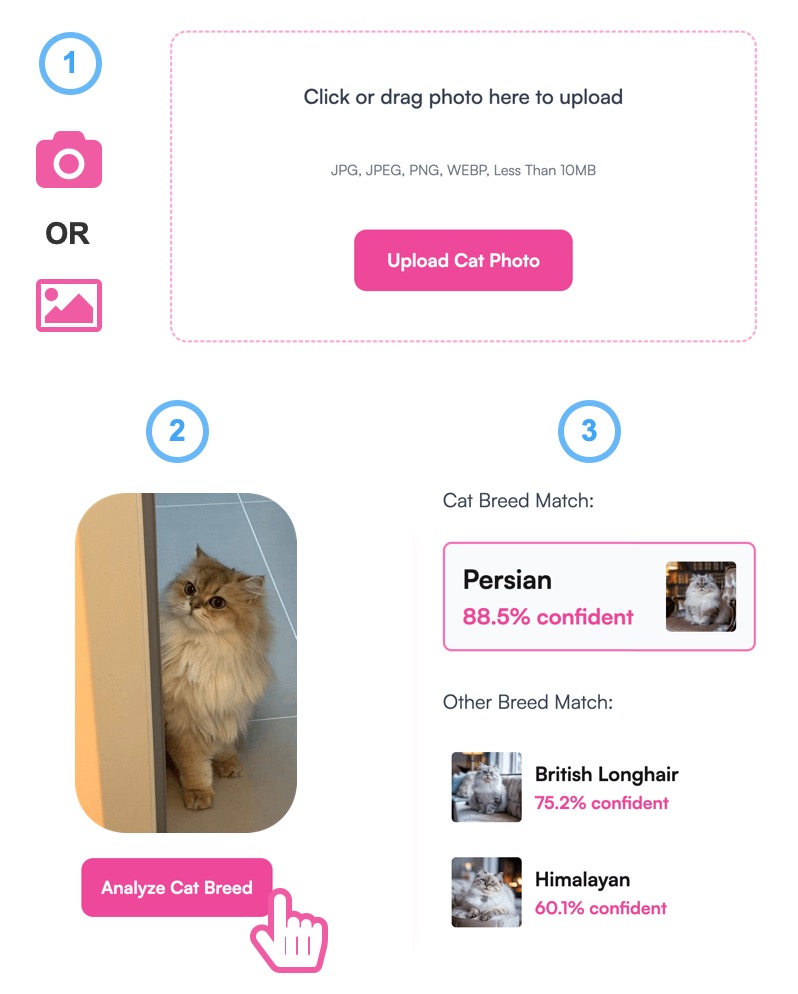 1
Click or drag photo here to upload
JPG, JPEG, PNG, WEBP, Less Than 10MB
OR
Upload Cat Photo
2
Analyze Cat Breed
3
Cat Breed Match:
Persian
88.5% confident
Other Breed Match:
British Longhair
75.2% confident
Himalayan
60.1% confident